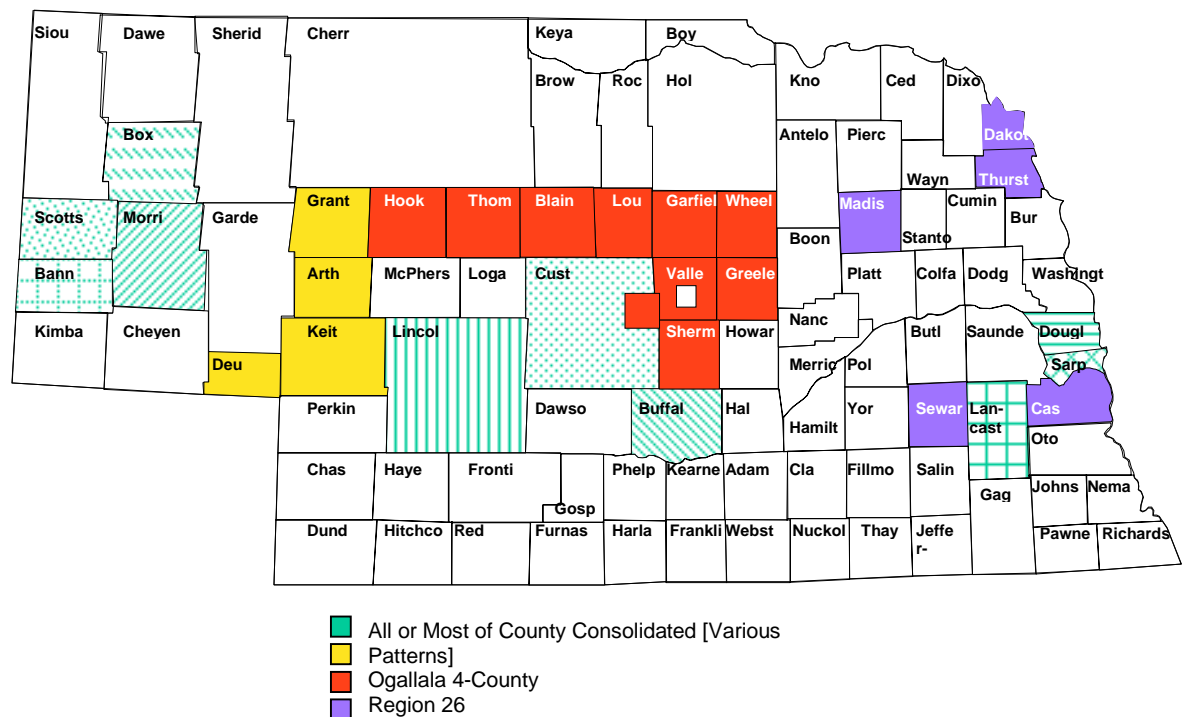 Siou Dawe Sherid Cherr Keya Boy
Brow Roc Hol Kno Ced Dixo
Box Antelo Pierc Dakot
Wayn Thurst
Grant Hook Thom Blain Lou Garfiel Wheel Madis Cumin
Scotts Morri Garde Bur
Boon Stanto
Bann Arth McPhers Loga Cust Valle Greele Platt Colfa Dodg Washingt
Kimba Cheyen Keit Lincol Sherm Howar Nanc Butl Saunde Dougl
Deu Merric Pol Sarp
Perkin Dawso Buffal Hal Yor Sewar Lan- Cas
Hamilt cast
Oto
Chas Haye Fronti Phelp Kearne Adam Cla Fillmo Salin
Gosp Gag Johns Nema
Dund Hitchco Red Furnas Harla Frankli Webst Nuckol Thay Jeffe Pawne Richards
r-
All or Most of County Consolidated [Various
Patterns]
Ogallala 4-County
Region 26